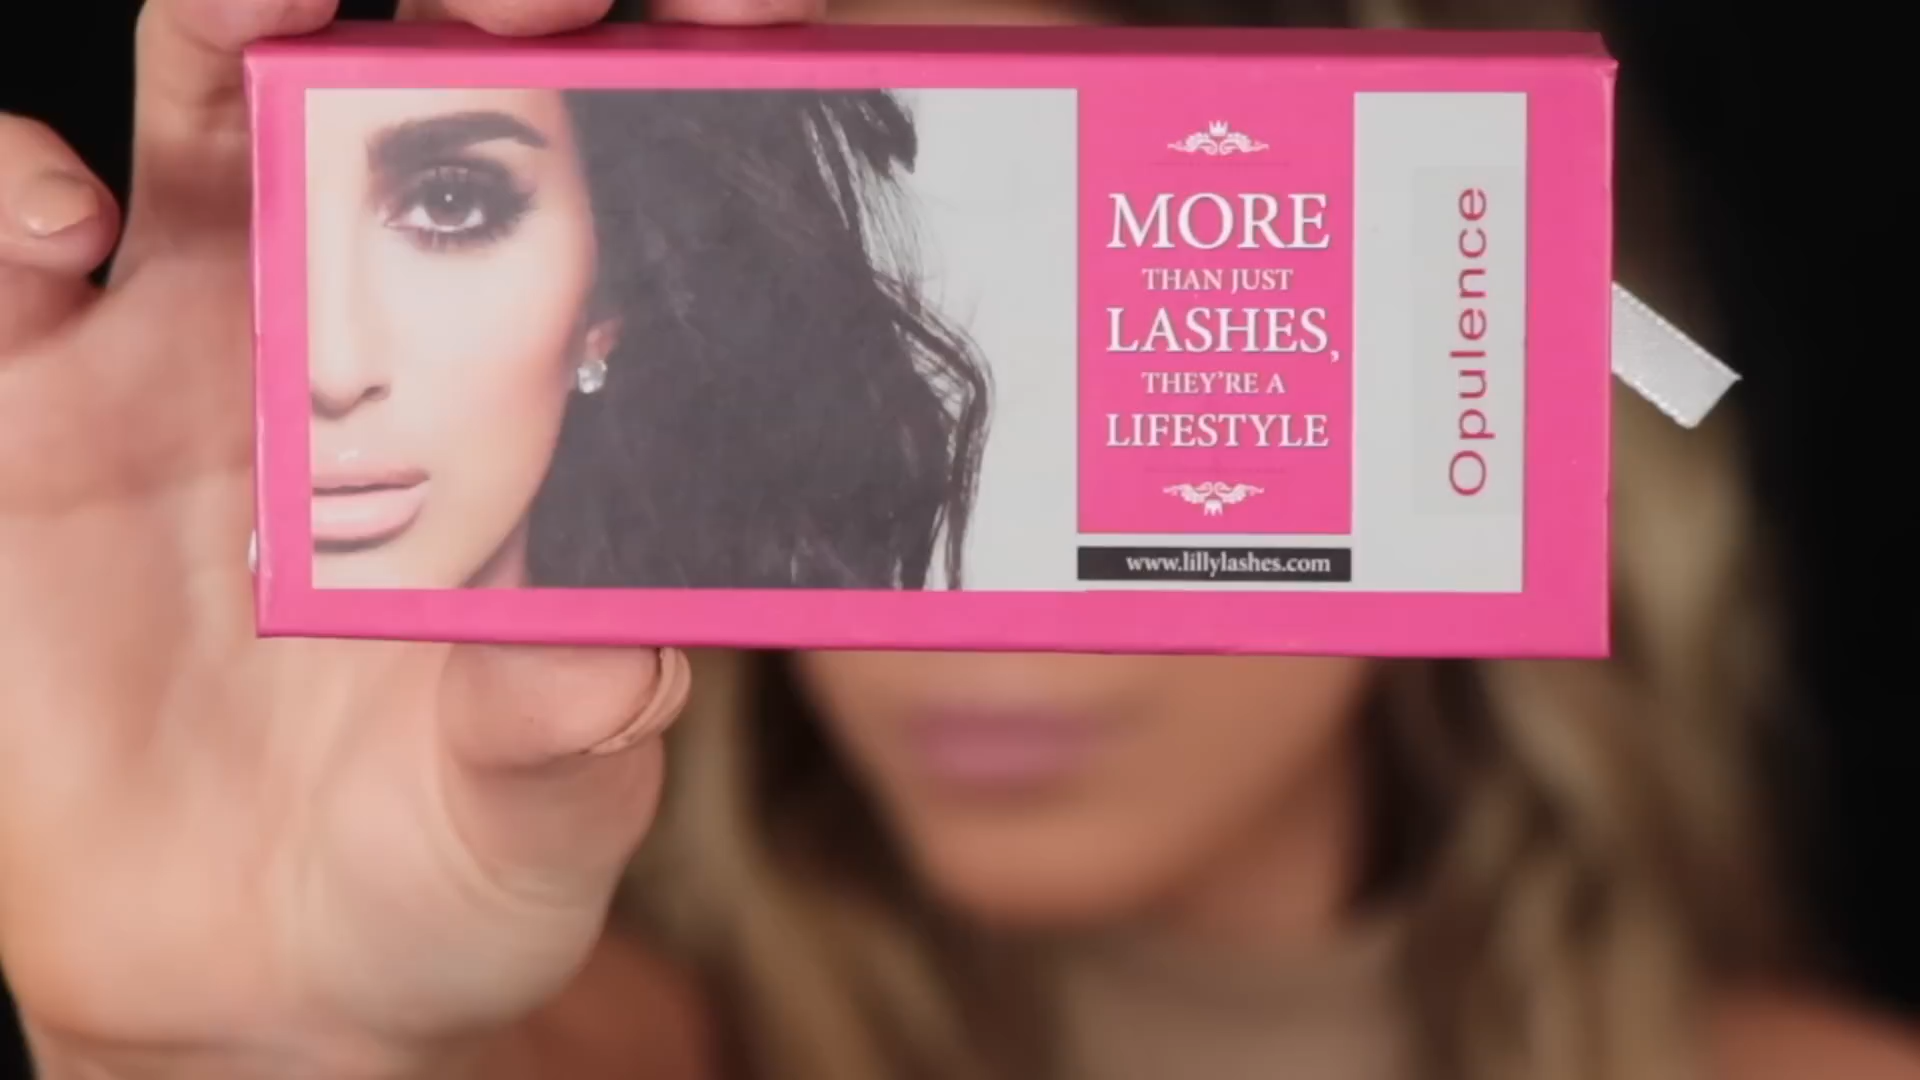 MORE
THAN JUST
LASHES,
THEY'RE A
LIFESTYLE
www.lillylashes.com
Opulence